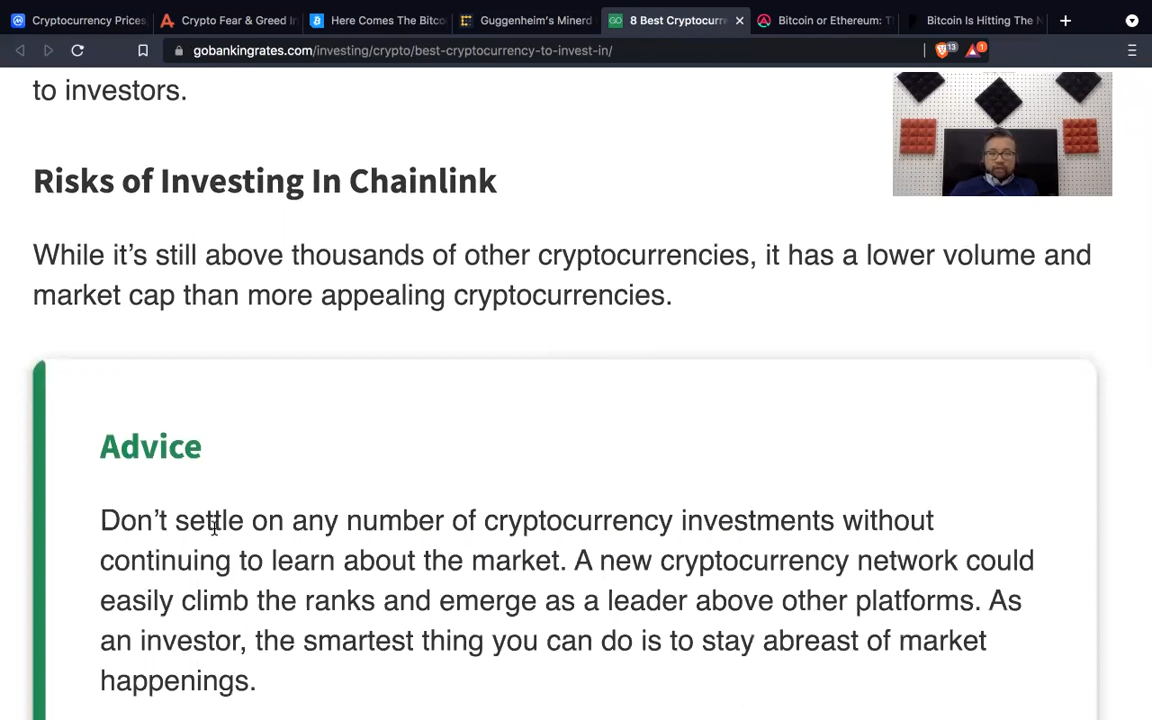 Cryptocurrency Prices,
Crypto Fear & Greed In
Here Comes The Bitco
Guggenheim's Minerd
8 Best Cryptocurr
Bitcoin or Ethereum: Th
Bitcoin Is Hitting The N
gobankingrates.com/investing/crypto/best-cryptocurrency-to-invest-in/
13
1
to investors.
Risks of Investing In Chainlink
While it's still above thousands of other cryptocurrencies, it has a lower volume and
market cap than more appealing cryptocurrencies.
Advice
Don't settle on any number of cryptocurrency investments without
continuing to learn about the market. A new cryptocurrency network could
easily climb the ranks and emerge as a leader above other platforms. As
an investor, the smartest thing you can do is to stay abreast of market
happenings.